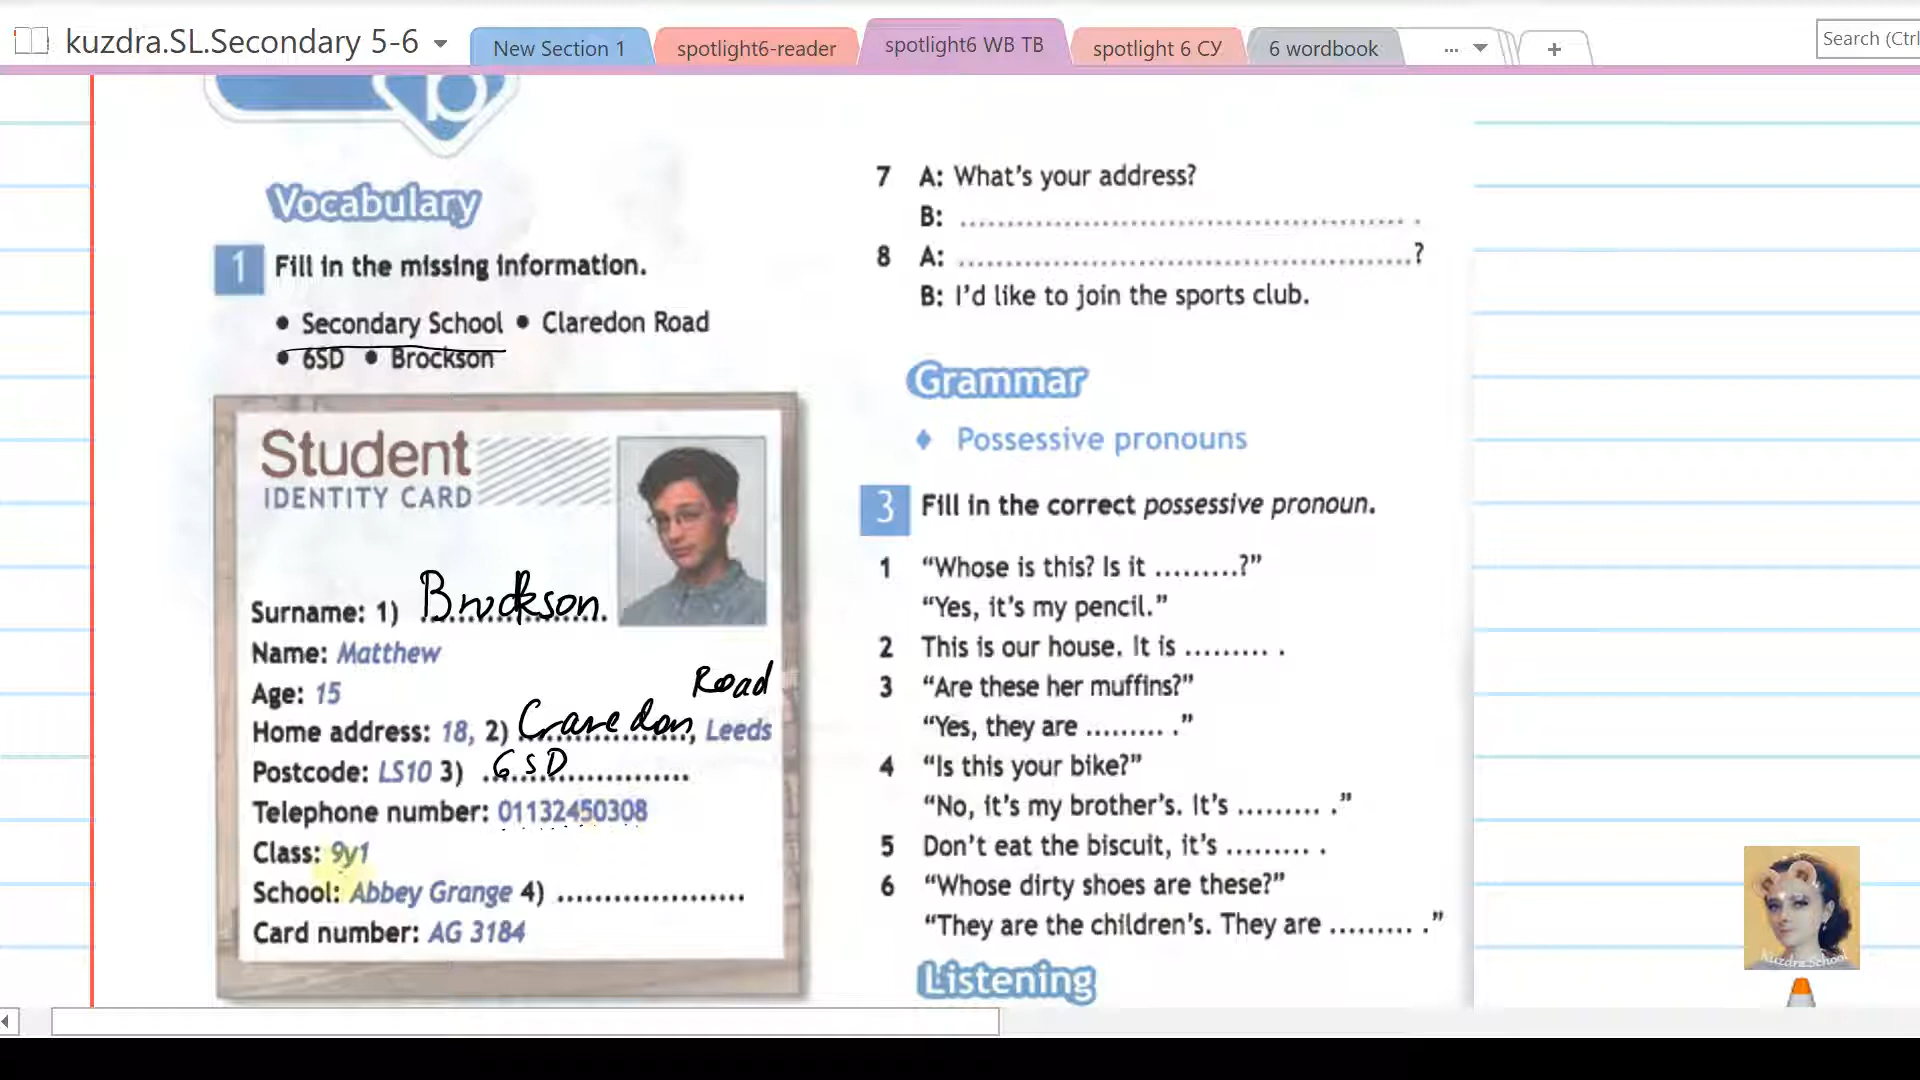 kuzdra.SL.Secondary 5-6
New Section 1
spotlight6-reader
spotlight6 WB TB
spotlight 6 СУ
6 wordbook
...
+
Search (Ctrl
b
Vocabulary
1 Fill in the missing information.
• Secondary School • Claredon Road
• 6SD • Brockson
Student
IDENTITY CARD
Surname: 1) Brockson.
Name: Matthew
Age: 15
Road
Home address: 18, 2) Claredon, Leeds
Postcode: LS10 3) 6SD
Telephone number: 01132450308
Class: 9y1
School: Abbey Grange 4) ....................
Card number: AG 3184
7 A: What's your address?
B: .............................................. .
8 A: ..............................................?
B: I'd like to join the sports club.
Grammar
♦ Possessive pronouns
3 Fill in the correct possessive pronoun.
1 “Whose is this? Is it .........?”
“Yes, it's my pencil.”
2 This is our house. It is ......... .
3 “Are these her muffins?”
“Yes, they are ......... .”
4 “Is this your bike?”
“No, it's my brother's. It's ......... .”
5 Don't eat the biscuit, it's ......... .
6 “Whose dirty shoes are these?”
“They are the children's. They are ......... .”
Listening
kuzdra.School